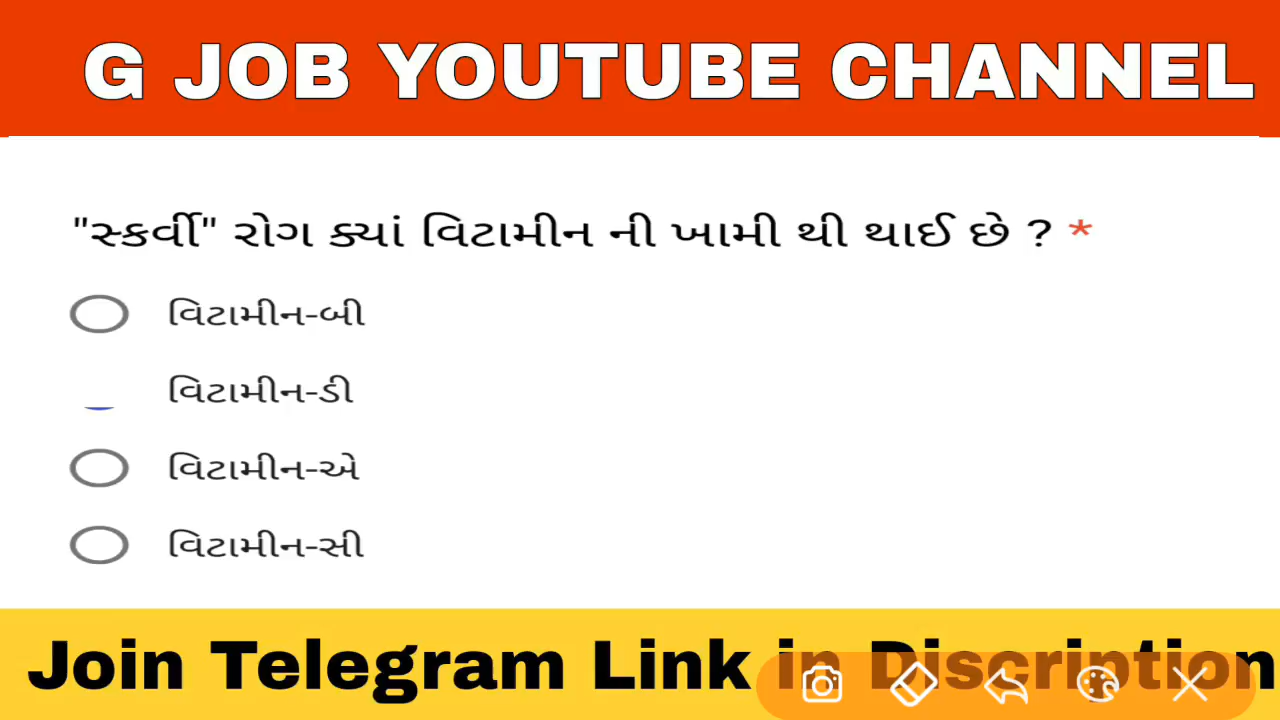 G JOB YOUTUBE CHANNEL
"સ્કર્વી" રોગ ક્યાં વિટામીન ની ખામી થી થાઈ છે ? *
વિટામીન-બી
વિટામીન-ડી
વિટામીન-એ
વિટામીન-સી
Join Telegram Link in Discription